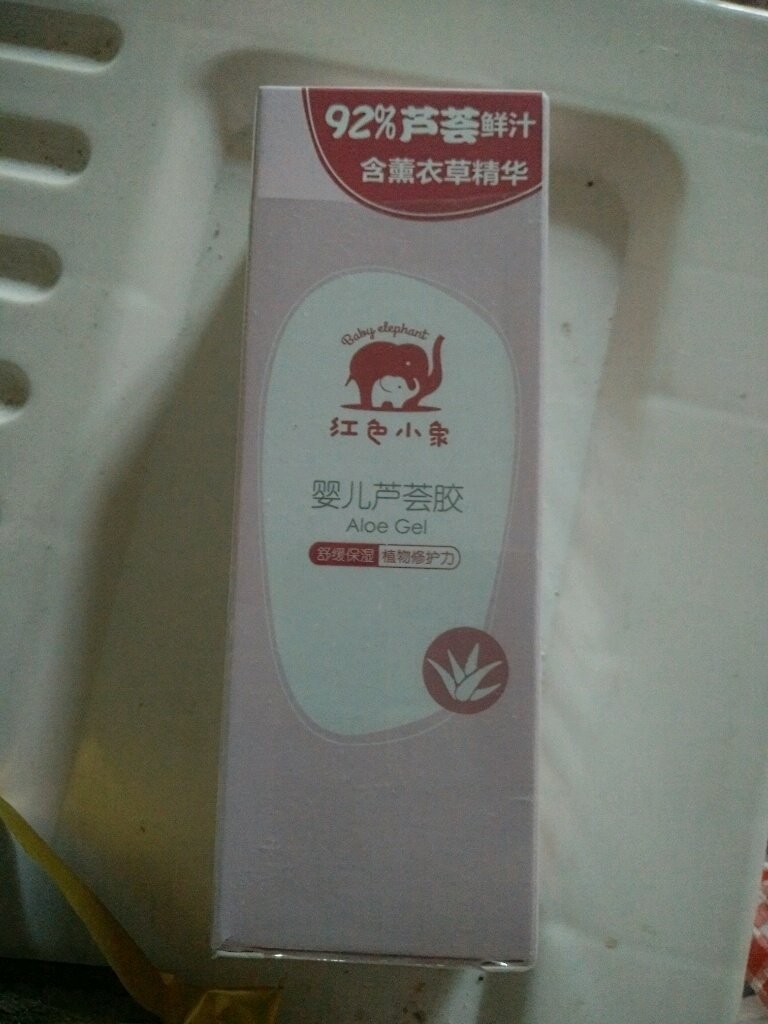 92%芦荟鲜汁
含薰衣草精华
Baby elephant
红色小象
婴儿芦荟胶
Aloe Gel
舒缓保湿 植物修护力